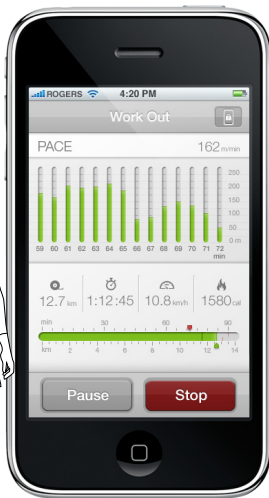 ROGERS 4:20 PM
Work Out
PACE 162 m/min
250
200
150
100
50
0 m
59 60 61 62 63 64 65 66 67 68 69 70 71 72
min
12.7 km 1:12:45 10.8 km/h 1580 cal
min 30 60 90
km 2 4 6 8 10 12 14
Pause Stop